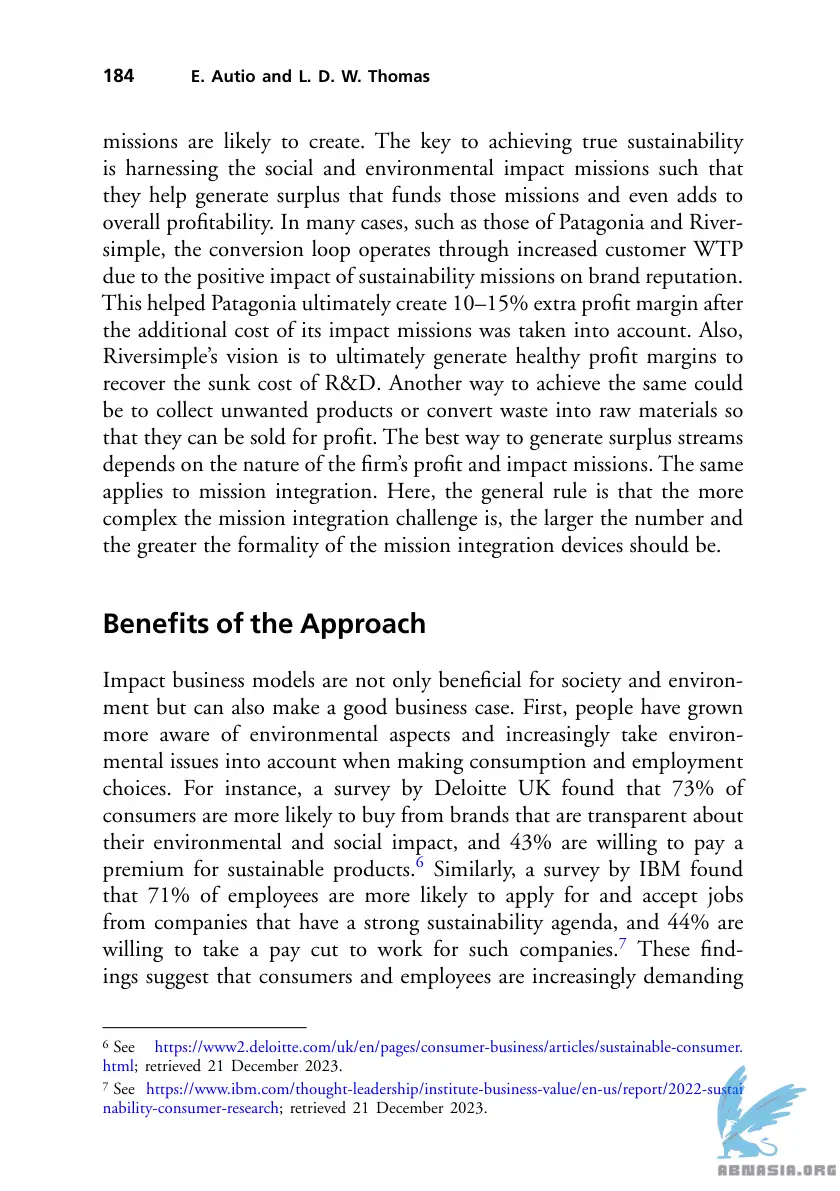 184 E. Autio and L. D. W. Thomas
missions are likely to create. The key to achieving true sustainability
is harnessing the social and environmental impact missions such that
they help generate surplus that funds those missions and even adds to
overall profitability. In many cases, such as those of Patagonia and River-
simple, the conversion loop operates through increased customer WTP
due to the positive impact of sustainability missions on brand reputation.
This helped Patagonia ultimately create 10–15% extra profit margin after
the additional cost of its impact missions was taken into account. Also,
Riversimple's vision is to ultimately generate healthy profit margins to
recover the sunk cost of R&D. Another way to achieve the same could
be to collect unwanted products or convert waste into raw materials so
that they can be sold for profit. The best way to generate surplus streams
depends on the nature of the firm's profit and impact missions. The same
applies to mission integration. Here, the general rule is that the more
complex the mission integration challenge is, the larger the number and
the greater the formality of the mission integration devices should be.
Benefits of the Approach
Impact business models are not only beneficial for society and environ-
ment but can also make a good business case. First, people have grown
more aware of environmental aspects and increasingly take environ-
mental issues into account when making consumption and employment
choices. For instance, a survey by Deloitte UK found that 73% of
consumers are more likely to buy from brands that are transparent about
their environmental and social impact, and 43% are willing to pay a
premium for sustainable products.6 Similarly, a survey by IBM found
that 71% of employees are more likely to apply for and accept jobs
from companies that have a strong sustainability agenda, and 44% are
willing to take a pay cut to work for such companies.7 These find-
ings suggest that consumers and employees are increasingly demanding
6 See https://www2.deloitte.com/uk/en/pages/consumer-business/articles/sustainable-consumer.
html; retrieved 21 December 2023.
7 See https://www.ibm.com/thought-leadership/institute-business-value/en-us/report/2022-sustai
nability-consumer-research; retrieved 21 December 2023.
ABNASIA.ORG